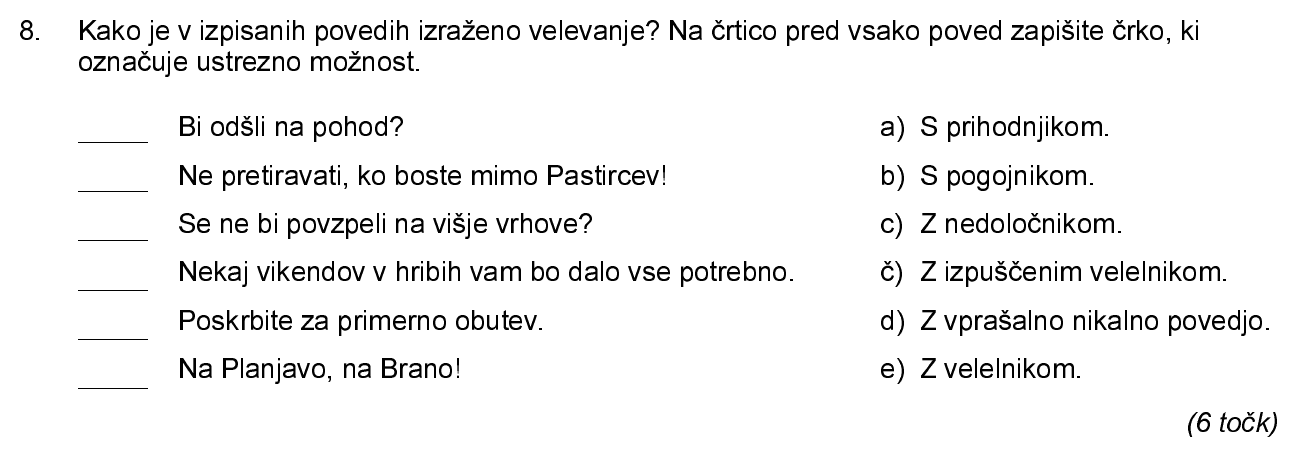 8. Kako je v izpisanih povedih izraženo velevanje? Na črtico pred vsako poved zapišite črko, ki
označuje ustrezno možnost.
_____ Bi odšli na pohod? a) S prihodnjikom.
_____ Ne pretiravati, ko boste mimo Pastircev! b) S pogojnikom.
_____ Se ne bi povzpeli na višje vrhove? c) Z nedoločnikom.
_____ Nekaj vikendov v hribih vam bo dalo vse potrebno. č) Z izpuščenim velelnikom.
_____ Poskrbite za primerno obutev. d) Z vprašalno nikalno povedjo.
_____ Na Planjavo, na Brano! e) Z velelnikom.
(6 točk)